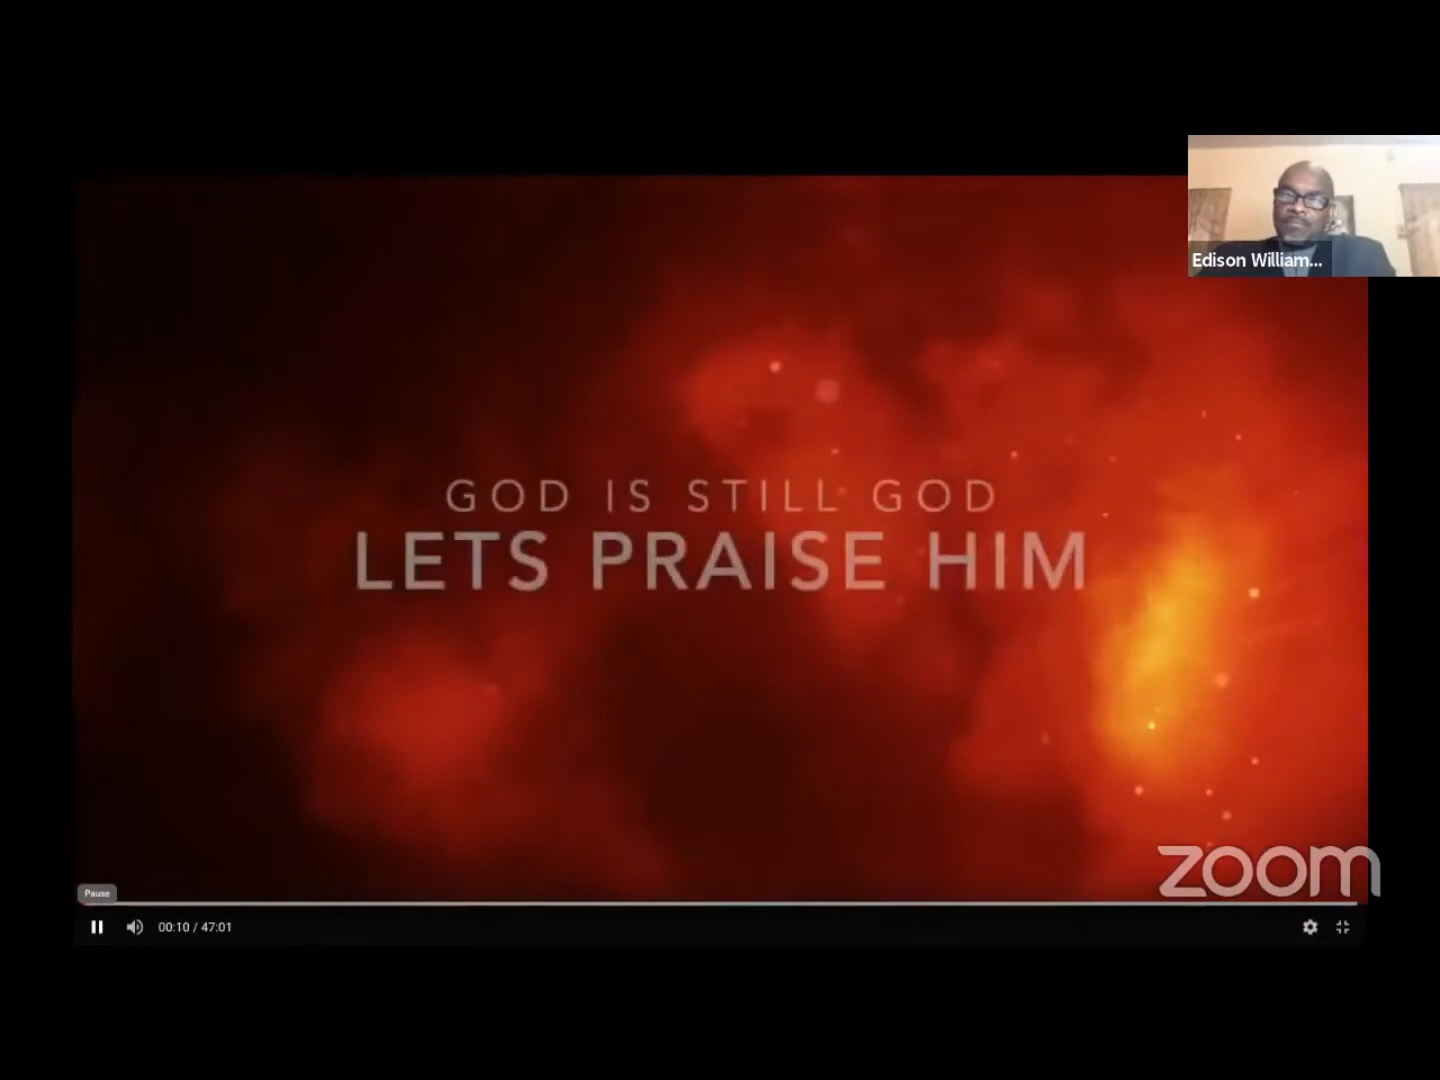 Edison William...
GOD IS STILL GOD
LETS PRAISE HIM
zoom
Pause
00:10 / 47:01